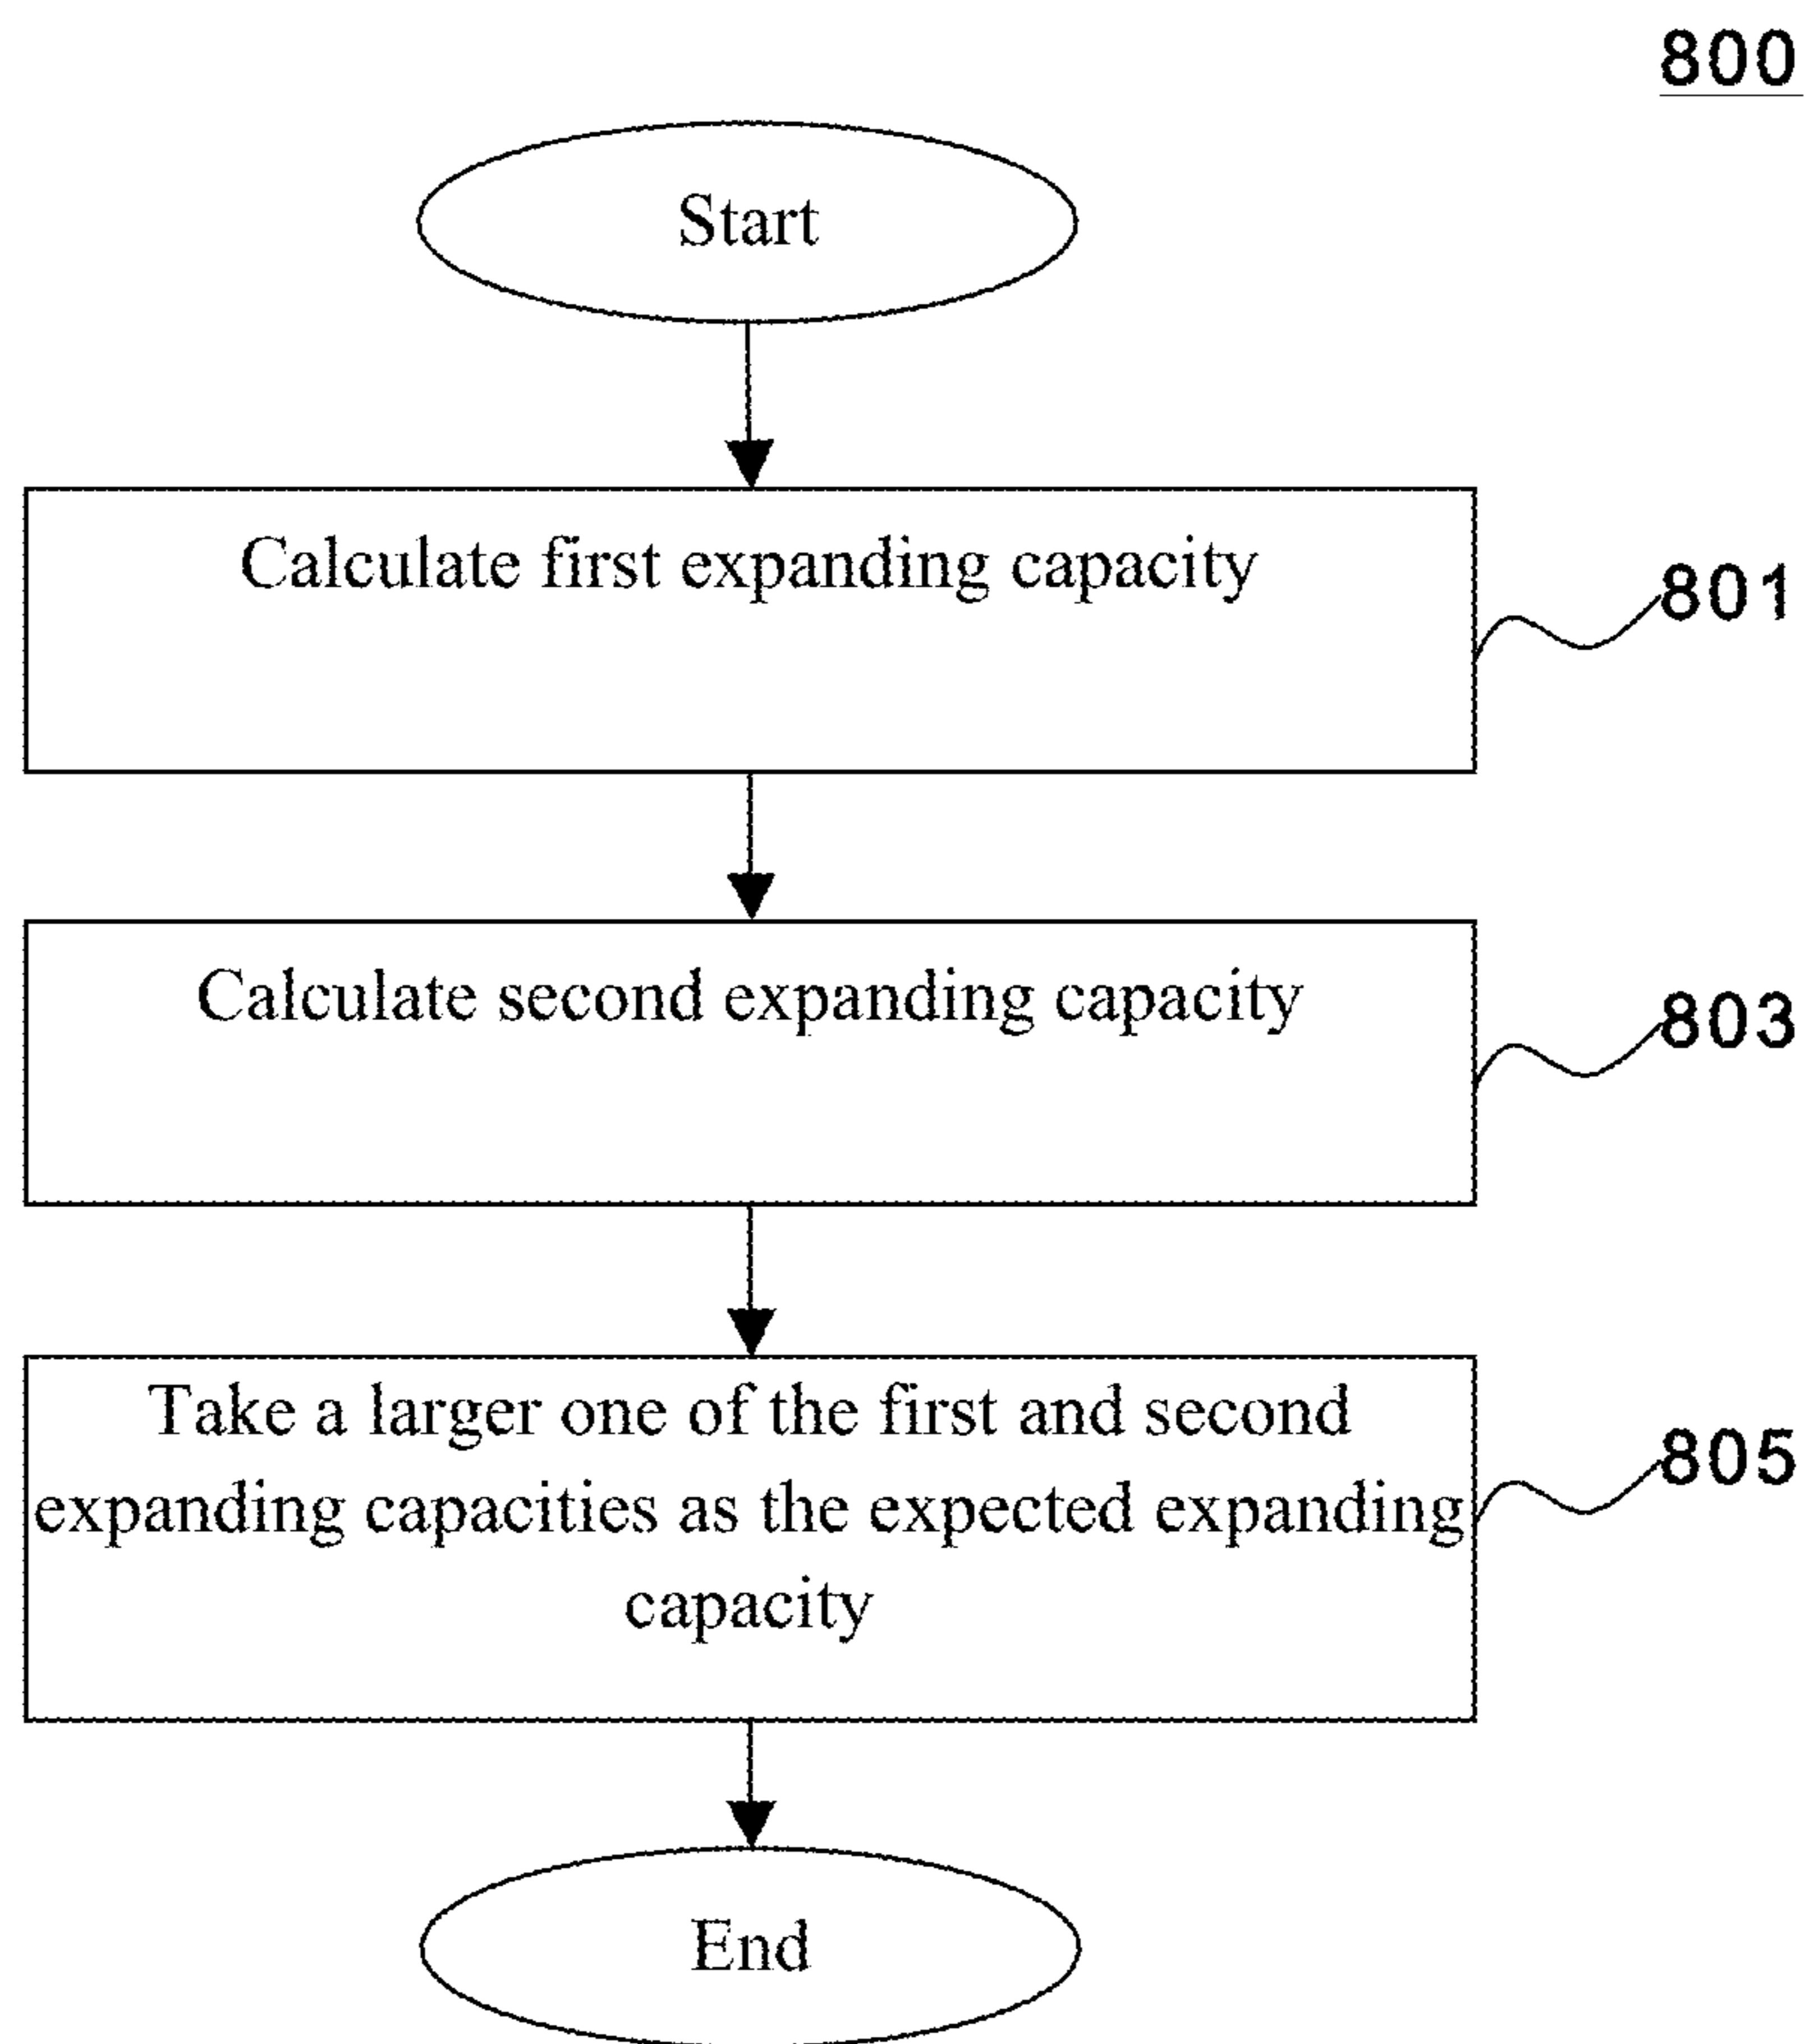 800
Start
Calculate first expanding capacity
801
Calculate second expanding capacity
803
Take a larger one of the first and second
expanding capacities as the expected expanding
capacity
805
End